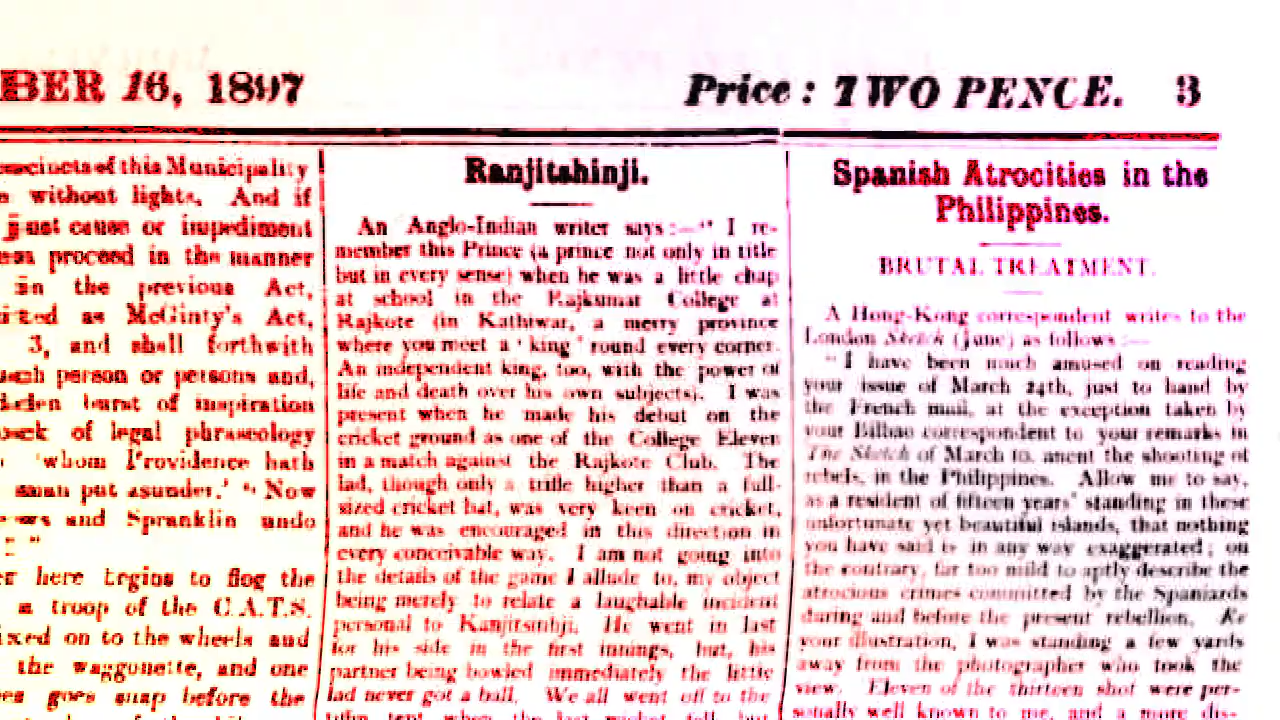 BER 16, 1897
Price : TWO PENCE. 3
of this Municipality
without lights. And if
just cause or impediment
proceed in the manner
in the previous Act,
as McGinty's Act,
3, and shall forthwith
person or persons and,
burst of inspiration
of legal phraseology
'whom Providence hath
man put asunder.' " Now
and Spranklin undo
here begins to flog the
a troop of the C.A.T.S.
on to the wheels and
the waggonette, and one
goes snap before the
Ranjitshinji.
An Anglo-Indian writer says :—" I re-
member this Prince (a prince not only in title
but in every sense) when he was a little chap
at school in the Rajkumar College at
Rajkote (in Kathiwar, a merry province
where you meet a ' king ' round every corner.
An independent king, too, with the power of
life and death over his own subjects). I was
present when he made his debut on the
cricket ground as one of the College Eleven
in a match against the Rajkote Club. The
lad, though only a trifle higher than a full-
sized cricket bat, was very keen on cricket,
and he was encouraged in this direction in
every conceivable way. I am not going into
the details of the game I allude to, my object
being merely to relate a laughable incident
personal to Ranjitsinhji. He went in last
for his side in the first innings, but, his
partner being bowled immediately the little
lad never got a ball. We all went off to the
tiffin tent when the last wicket fell, but
Spanish Atrocities in the
Philippines.
BRUTAL TREATMENT.
A Hong-Kong correspondent writes to the
London Sketch (June) as follows :—
" I have been much amused on reading
your issue of March 24th, just to hand by
the French mail, at the exception taken by
your Bilbao correspondent to your remarks in
The Sketch of March 10, anent the shooting of
rebels, in the Philippines. Allow me to say,
as a resident of fifteen years' standing in these
unfortunate yet beautiful islands, that nothing
you have said is in any way exaggerated ; on
the contrary, far too mild to aptly describe the
atrocious crimes committed by the Spaniards
during and before the present rebellion. Re
your illustration, I was standing a few yards
away from the photographer who took the
view. Eleven of the thirteen shot were per-
sonally well known to me, and a more dis-